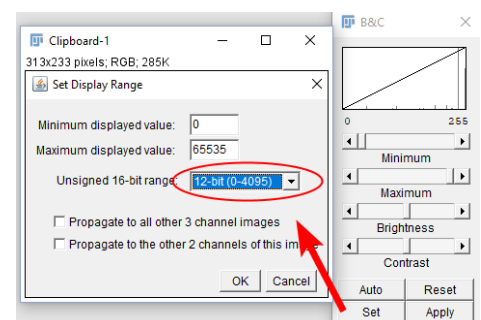 Clipboard-1
313x233 pixels; RGB; 285K
Set Display Range
Minimum displayed value: 0
Maximum displayed value: 65535
Unsigned 16-bit range: 12-bit (0-4095)
Propagate to all other 3 channel images
Propagate to the other 2 channels of this image
OK Cancel
B&C
0 255
Minimum
Maximum
Brightness
Contrast
Auto Reset
Set Apply